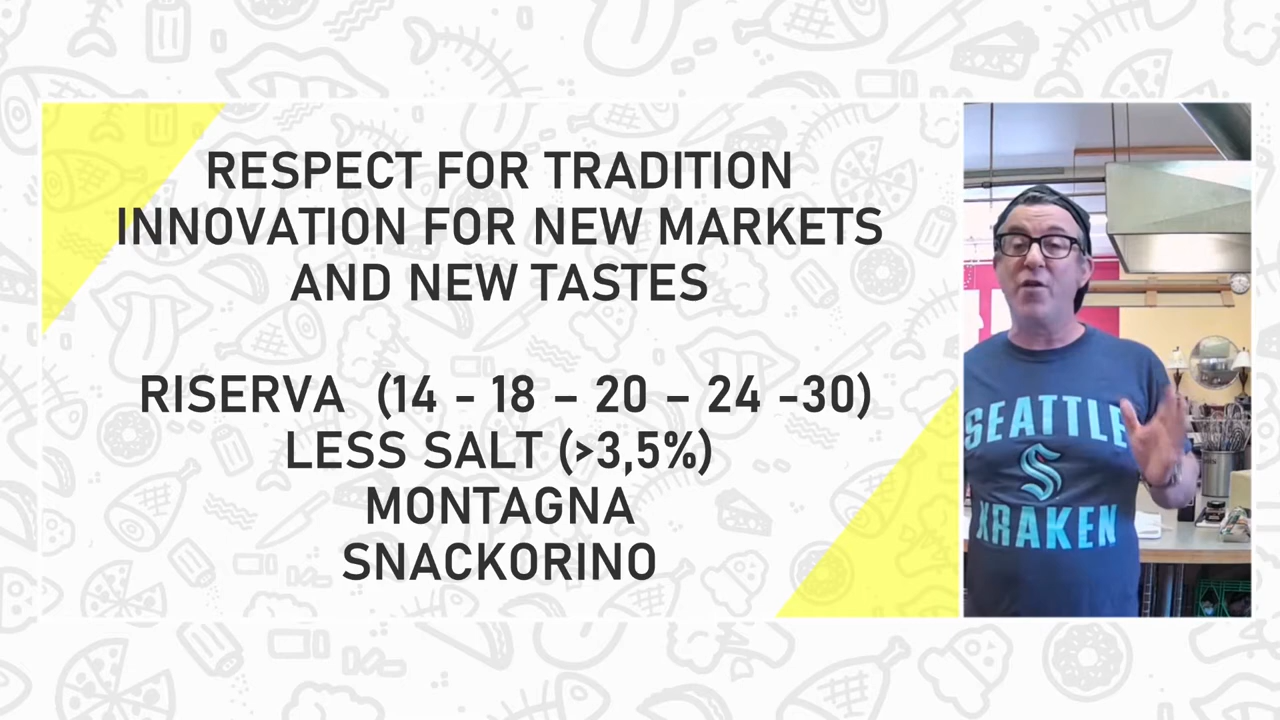 RESPECT FOR TRADITION
INNOVATION FOR NEW MARKETS
AND NEW TASTES
RISERVA (14 - 18 – 20 – 24 -30)
LESS SALT (>3,5%)
MONTAGNA
SNACKORINO
SEATTLE
KRAKEN